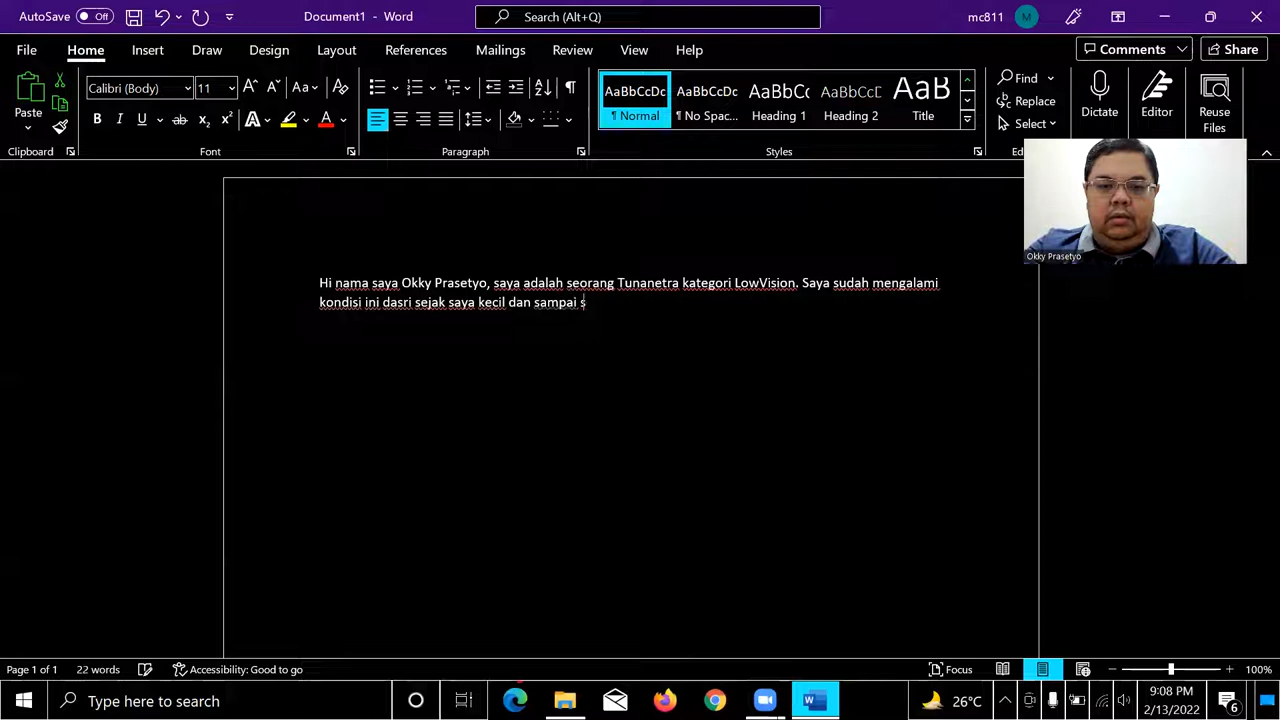 AutoSave Off Document1 - Word Search (Alt+Q) mc811 M
File Home Insert Draw Design Layout References Mailings Review View Help Comments Share
Paste
Clipboard
Calibri (Body) 11
Font
Paragraph
AaBbCcDc AaBbCcDc AaBbCc AaBbCcD AaB
¶ Normal ¶ No Spac... Heading 1 Heading 2 Title
Styles
Find
Replace
Select
Dictate
Editor
Reuse Files
Okky Prasetyo
Hi nama saya Okky Prasetyo, saya adalah seorang Tunanetra kategori LowVision. Saya sudah mengalami
kondisi ini dasri sejak saya kecil dan sampai s
Page 1 of 1 22 words Accessibility: Good to go Focus 100%
Type here to search 26°C 9:08 PM
2/13/2022 6